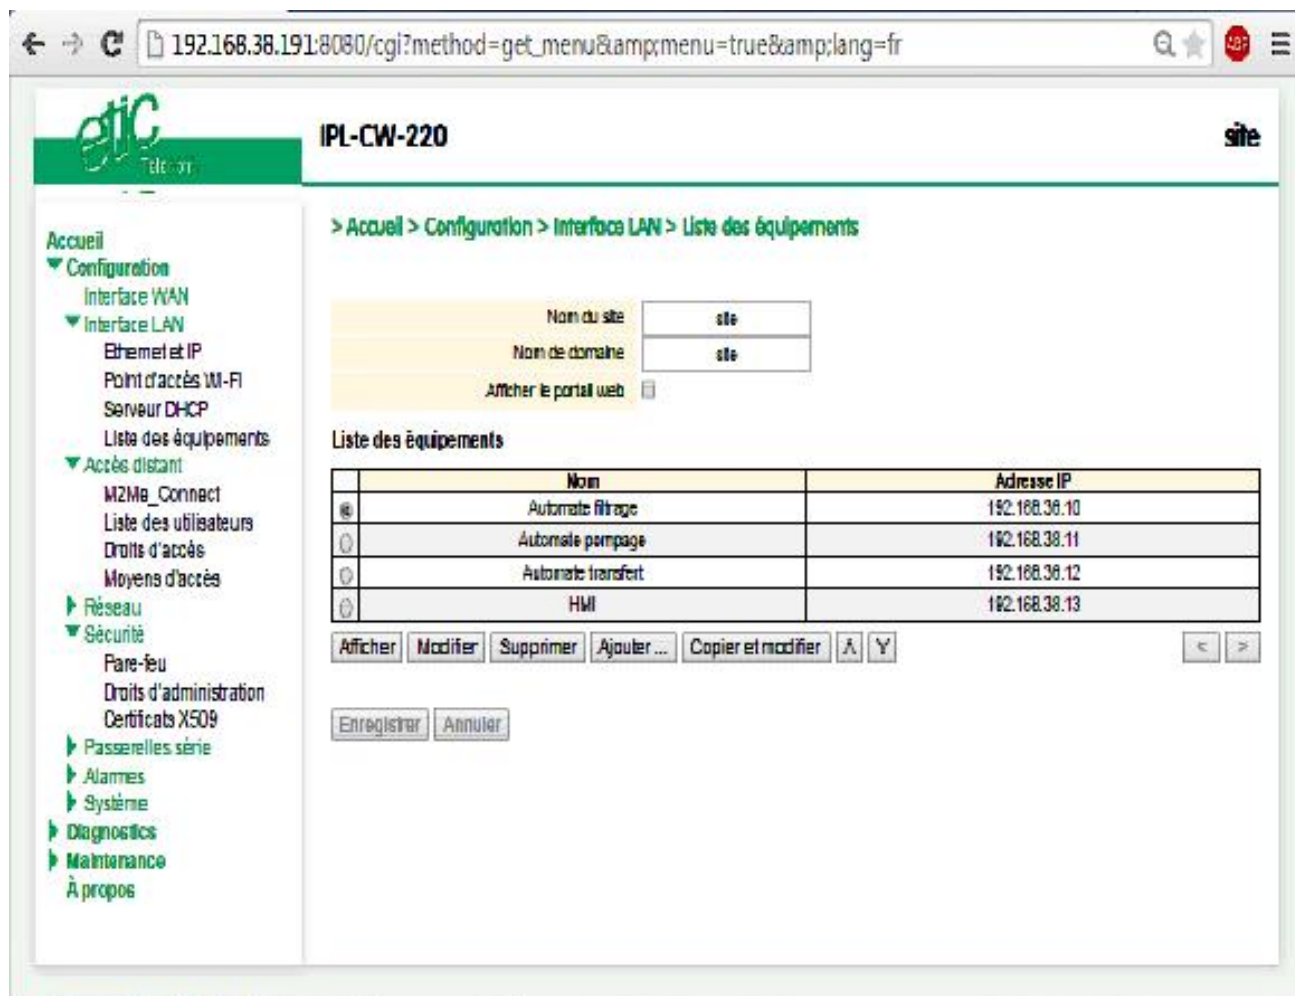 192.168.38.191:8080/cgi?method=get_menu&amp;menu=true&amp;lang=fr
ABP
etic
Telecom
IPL-CW-220
site
> Accueil > Configuration > Interface LAN > Liste des équipements
Accueil
Configuration
Interface WAN
Interface LAN
Ethernet et IP
Point d'accès Wi-Fi
Serveur DHCP
Liste des équipements
Accès distant
M2Me_Connect
Liste des utilisateurs
Droits d'accès
Moyens d'accès
Réseau
Sécurité
Pare-feu
Droits d'administration
Certificats X509
Passerelles série
Alarmes
Système
Diagnostics
Maintenance
À propos
Nom du site site
Nom de domaine site
Afficher le portail web
Liste des équipements
Nom Adresse IP
Automate filtrage 192.168.38.10
Automate pompage 192.168.38.11
Automate transfert 192.168.38.12
HMI 192.168.38.13
Afficher Modifier Supprimer Ajouter ... Copier et modifier < >
Enregistrer Annuler